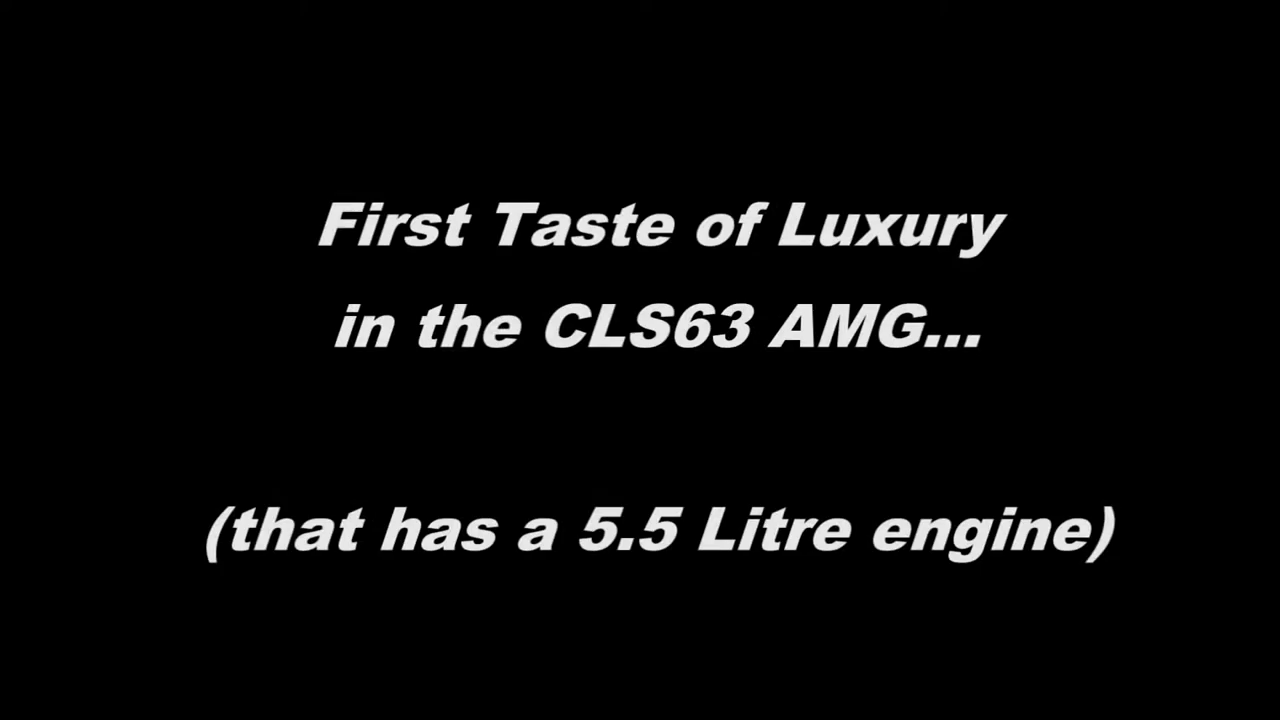 First Taste of Luxury
in the CLS63 AMG...
(that has a 5.5 Litre engine)